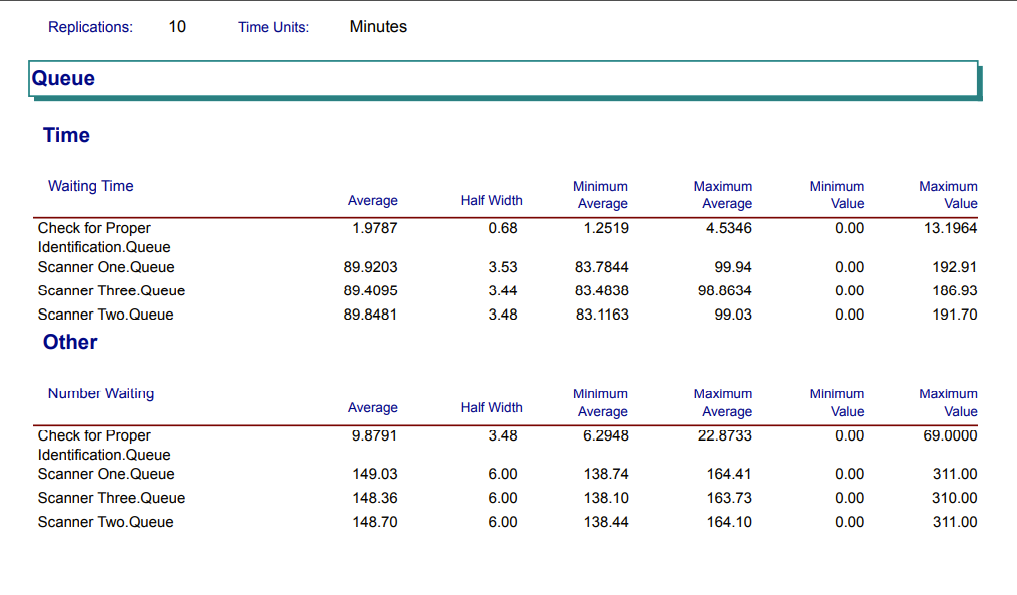 Replications: 10 Time Units: Minutes
Queue
Time
Waiting Time Average Half Width Minimum Average Maximum Average Minimum Value Maximum Value
Check for Proper Identification.Queue 1.9787 0.68 1.2519 4.5346 0.00 13.1964
Scanner One.Queue 89.9203 3.53 83.7844 99.94 0.00 192.91
Scanner Three.Queue 89.4095 3.44 83.4838 98.8634 0.00 186.93
Scanner Two.Queue 89.8481 3.48 83.1163 99.03 0.00 191.70
Other
Number Waiting Average Half Width Minimum Average Maximum Average Minimum Value Maximum Value
Check for Proper Identification.Queue 9.8791 3.48 6.2948 22.8733 0.00 69.0000
Scanner One.Queue 149.03 6.00 138.74 164.41 0.00 311.00
Scanner Three.Queue 148.36 6.00 138.10 163.73 0.00 310.00
Scanner Two.Queue 148.70 6.00 138.44 164.10 0.00 311.00